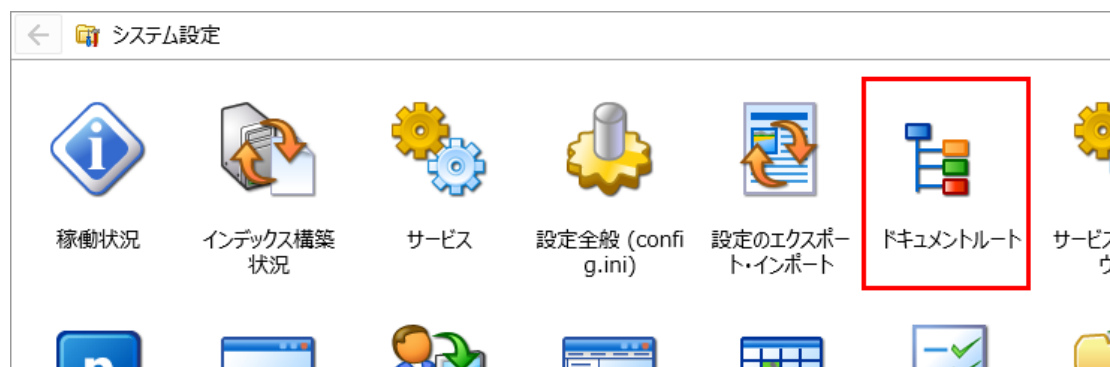 システム設定
稼働状況
インデックス構築
状況
サービス
設定全般 (confi
g.ini)
設定のエクスポー
ト・インポート
ドキュメントルート
サービス